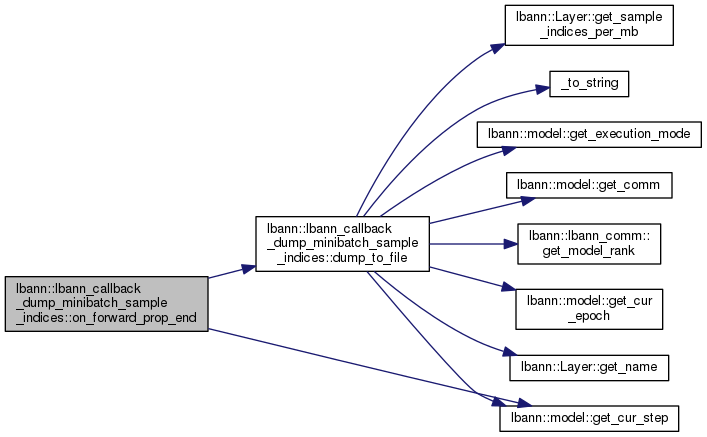 lbann::Layer::get_sample
_indices_per_mb
_to_string
lbann::model::get_execution_mode
lbann::model::get_comm
lbann::lbann_callback
_dump_minibatch_sample
_indices::dump_to_file
lbann::lbann_comm::
get_model_rank
lbann::lbann_callback
_dump_minibatch_sample
_indices::on_forward_prop_end
lbann::model::get_cur
_epoch
lbann::Layer::get_name
lbann::model::get_cur_step